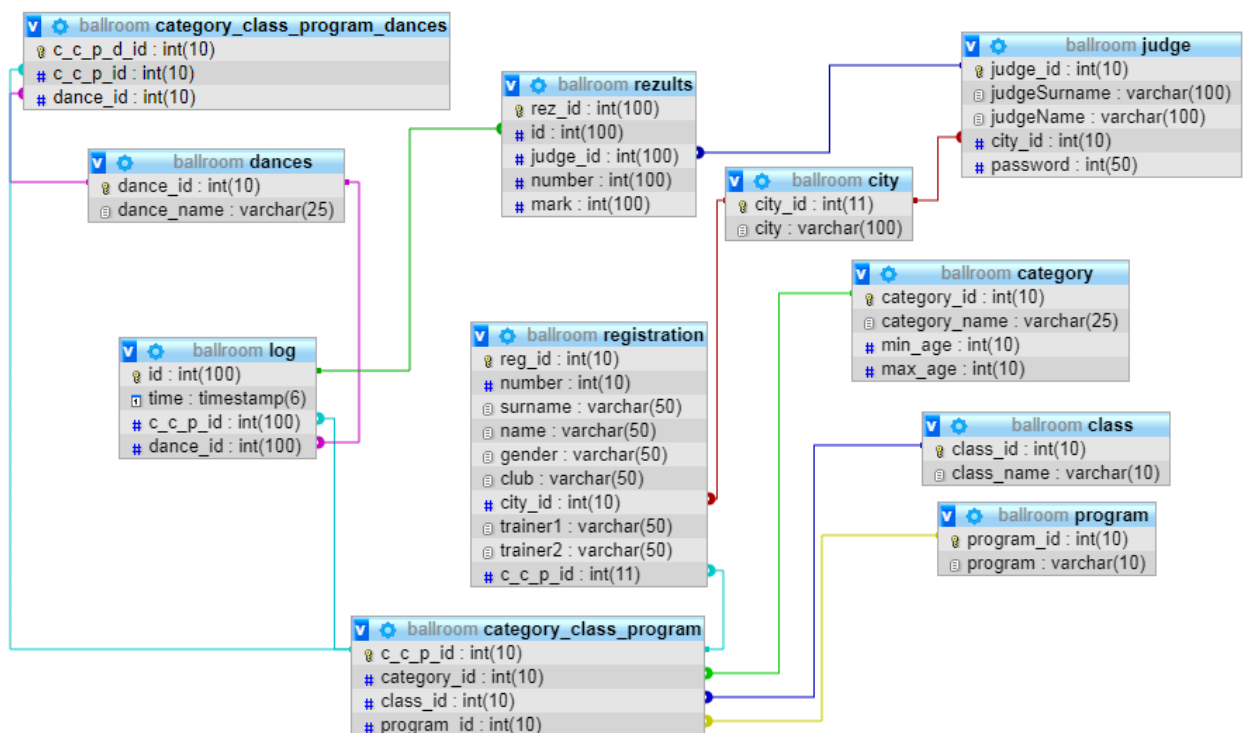 ballroom category_class_program_dances
c_c_p_d_id : int(10)
# c_c_p_id : int(10)
# dance_id : int(10)
ballroom dances
dance_id : int(10)
dance_name : varchar(25)
ballroom log
id : int(100)
time : timestamp(6)
# c_c_p_id : int(100)
# dance_id : int(100)
ballroom rezults
rez_id : int(100)
# id : int(100)
# judge_id : int(100)
# number : int(100)
# mark : int(100)
ballroom judge
judge_id : int(10)
judgeSurname : varchar(100)
judgeName : varchar(100)
# city_id : int(10)
# password : int(50)
ballroom city
city_id : int(11)
city : varchar(100)
ballroom category
category_id : int(10)
category_name : varchar(25)
# min_age : int(10)
# max_age : int(10)
ballroom registration
reg_id : int(10)
# number : int(10)
surname : varchar(50)
name : varchar(50)
gender : varchar(50)
club : varchar(50)
# city_id : int(10)
trainer1 : varchar(50)
trainer2 : varchar(50)
# c_c_p_id : int(11)
ballroom class
class_id : int(10)
class_name : varchar(10)
ballroom program
program_id : int(10)
program : varchar(10)
ballroom category_class_program
c_c_p_id : int(10)
# category_id : int(10)
# class_id : int(10)
# program_id : int(10)